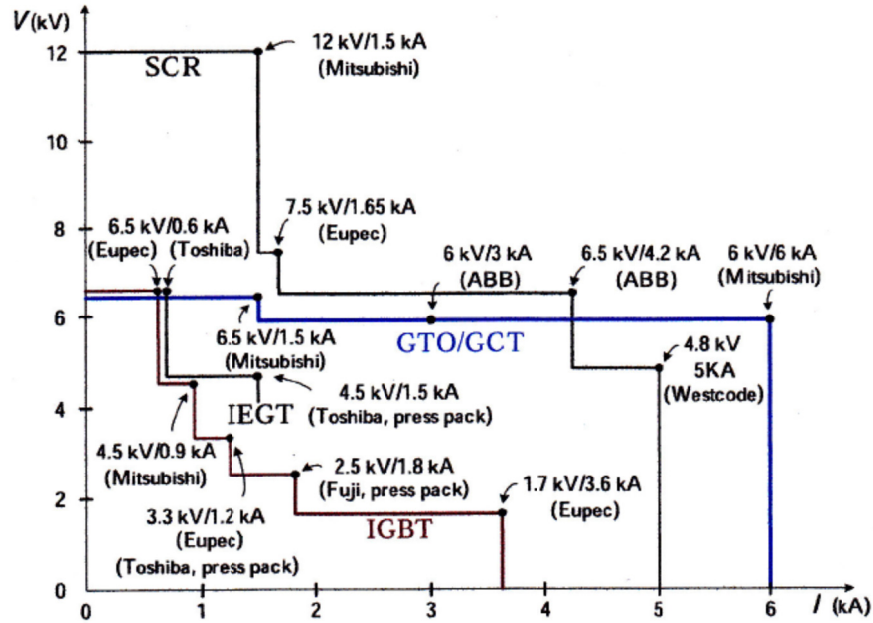 V (kV)
12
10
8
6
4
2
0
0 1 2 3 4 5 6 I (kA)
SCR
12 kV/1.5 kA
(Mitsubishi)
7.5 kV/1.65 kA
(Eupec)
6.5 kV/0.6 kA
(Eupec) (Toshiba)
6 kV/3 kA
(ABB)
6.5 kV/4.2 kA
(ABB)
6 kV/6 kA
(Mitsubishi)
6.5 kV/1.5 kA
(Mitsubishi)
GTO/GCT
4.8 kV
5KA
(Westcode)
IEGT
4.5 kV/1.5 kA
(Toshiba, press pack)
4.5 kV/0.9 kA
(Mitsubishi)
2.5 kV/1.8 kA
(Fuji, press pack)
1.7 kV/3.6 kA
(Eupec)
3.3 kV/1.2 kA
(Eupec)
(Toshiba, press pack)
IGBT